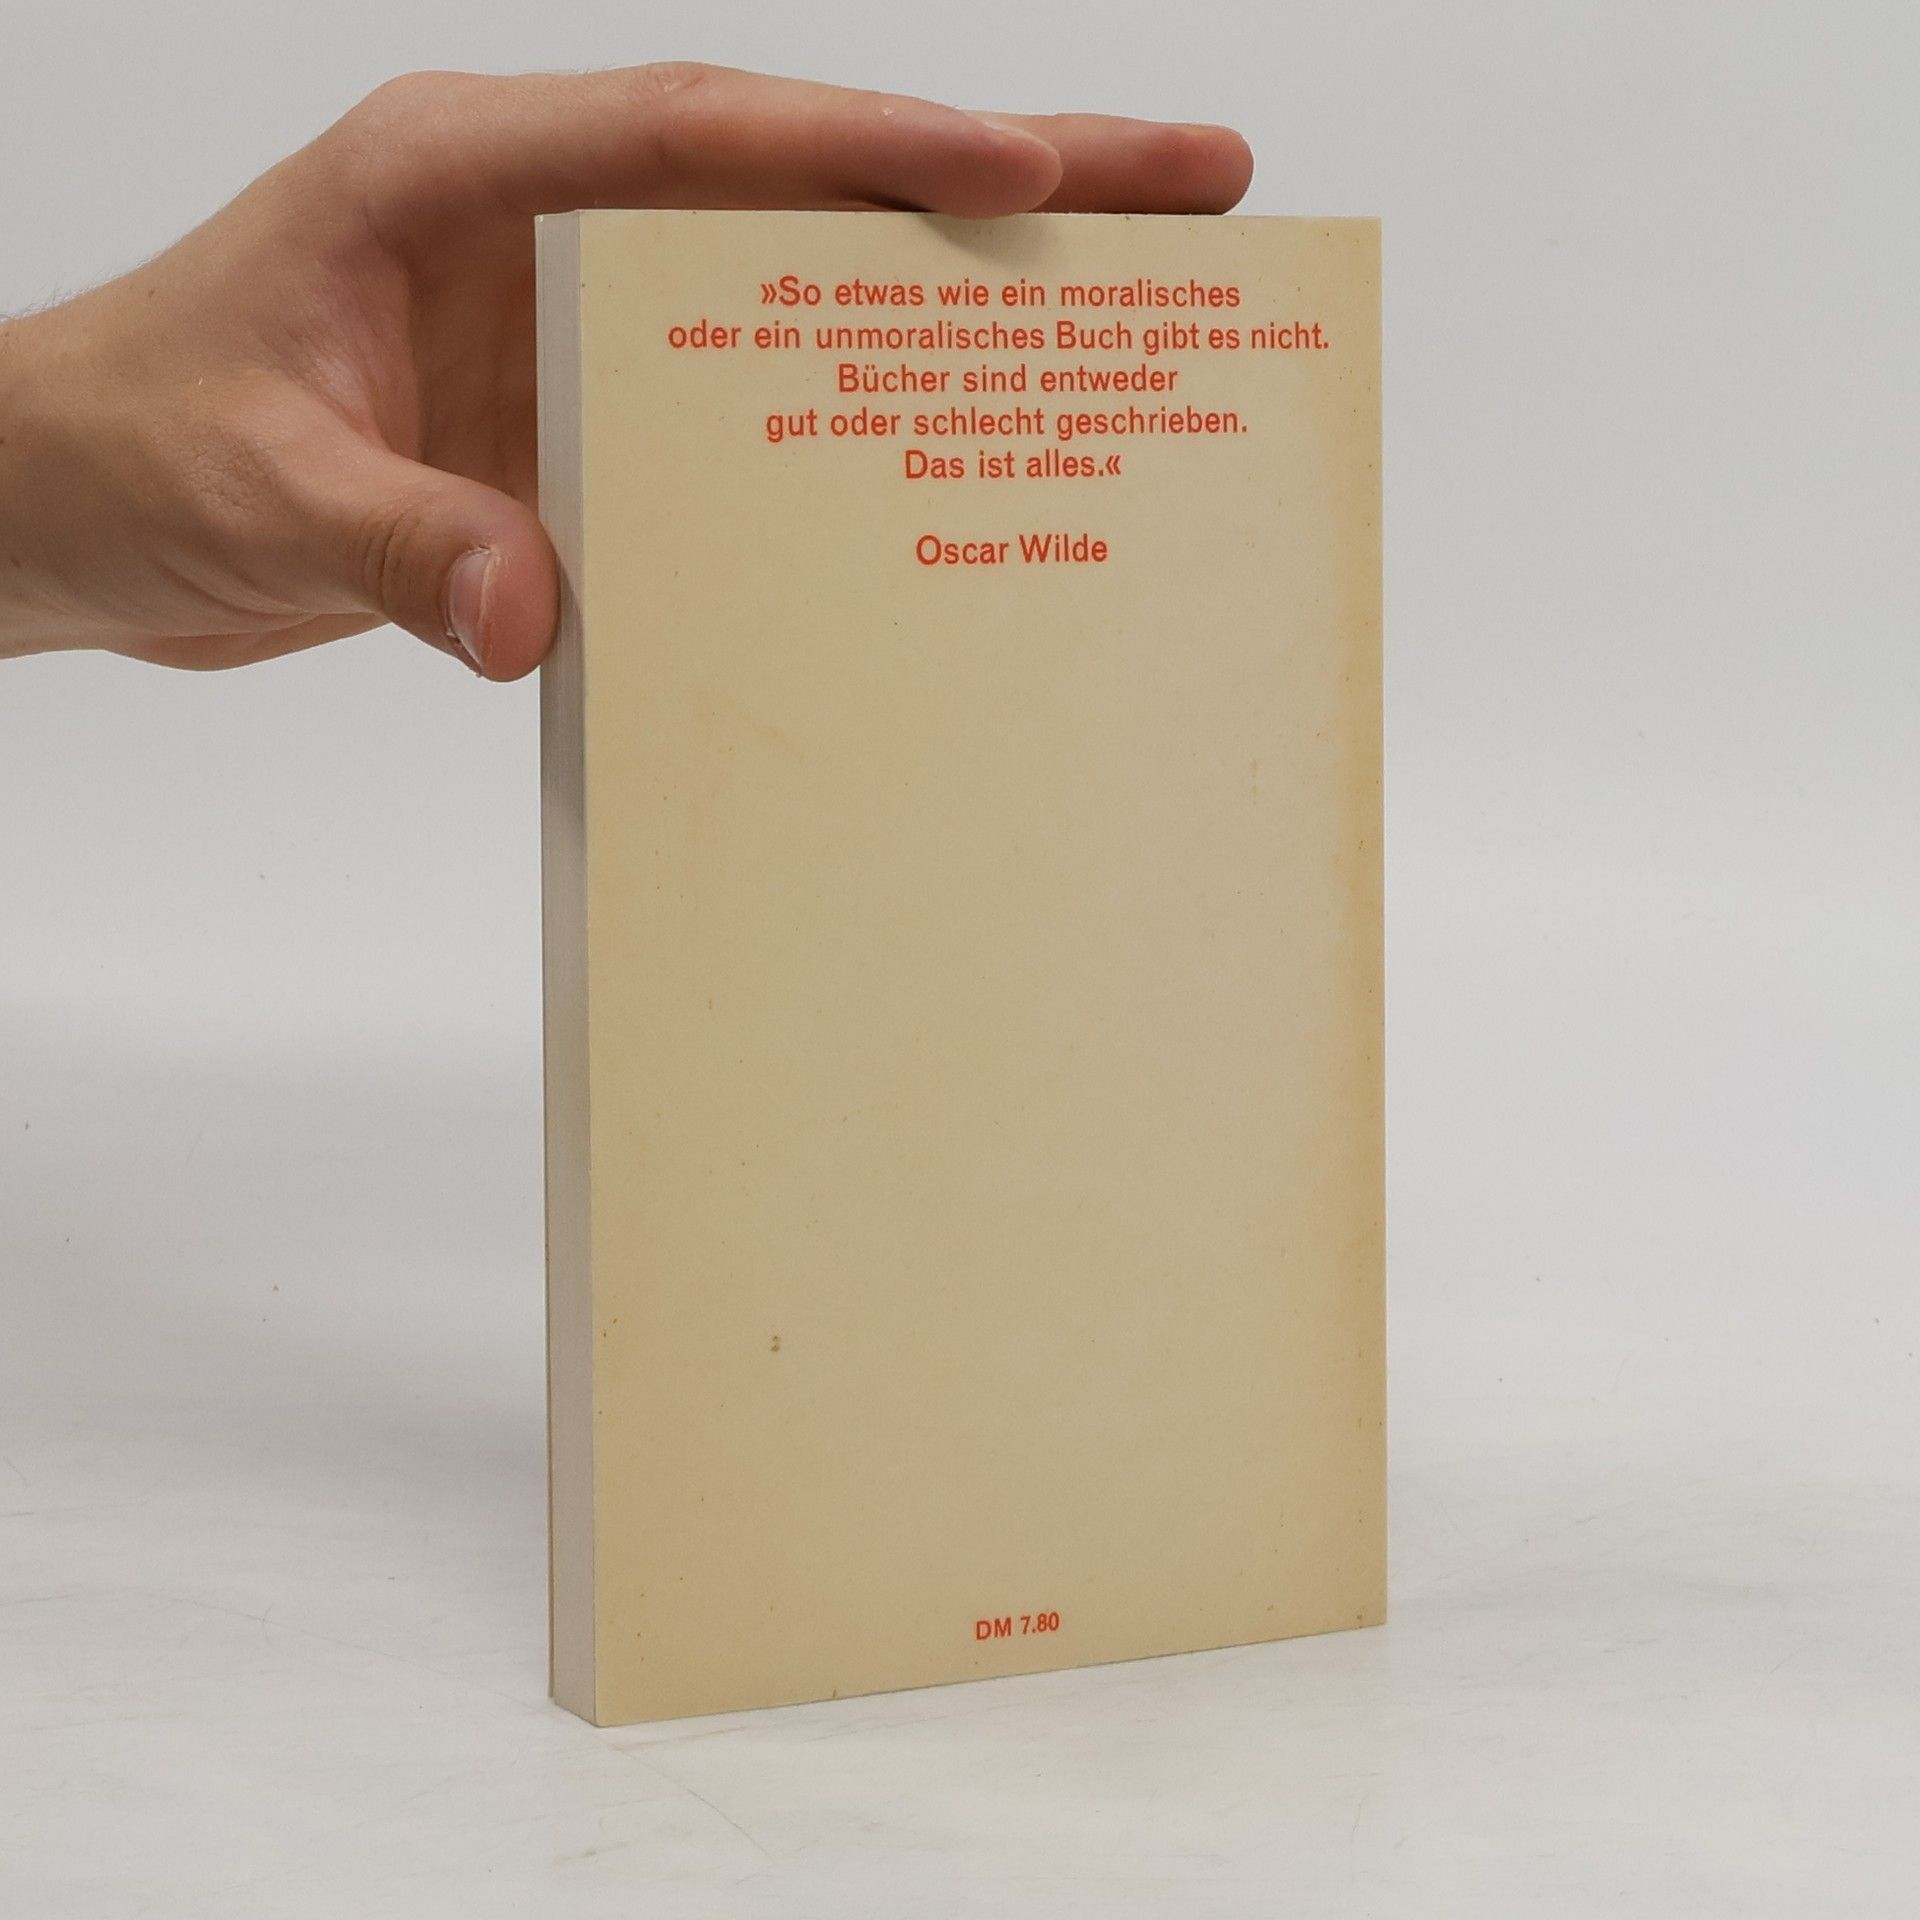 »So etwas wie ein moralisches
oder ein unmoralisches Buch gibt es nicht.
Bücher sind entweder
gut oder schlecht geschrieben.
Das ist alles.«
Oscar Wilde
DM 7.80